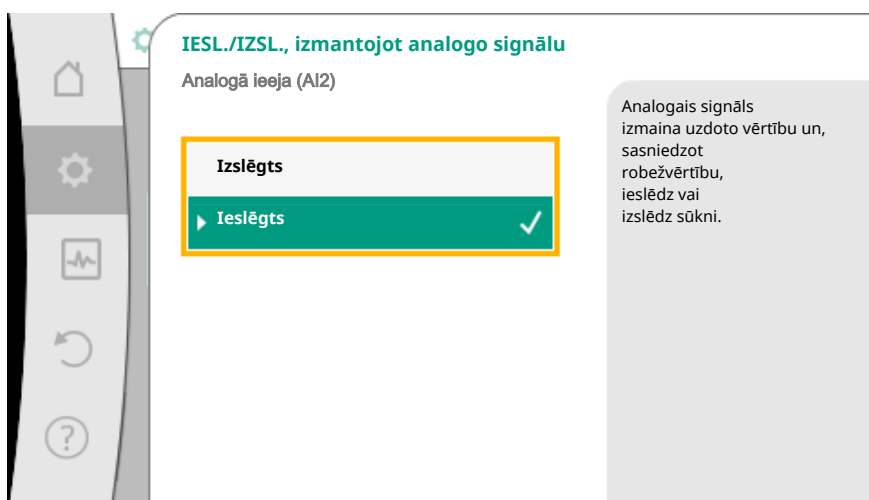 IESL./IZSL., izmantojot analogo signālu
Analogā ieeja (AI2)
Izslēgts
Ieslēgts
Analogais signāls
izmaina uzdoto vērtību un,
sasniedzot
robežvērtību,
ieslēdz vai
izslēdz sūkni.
?